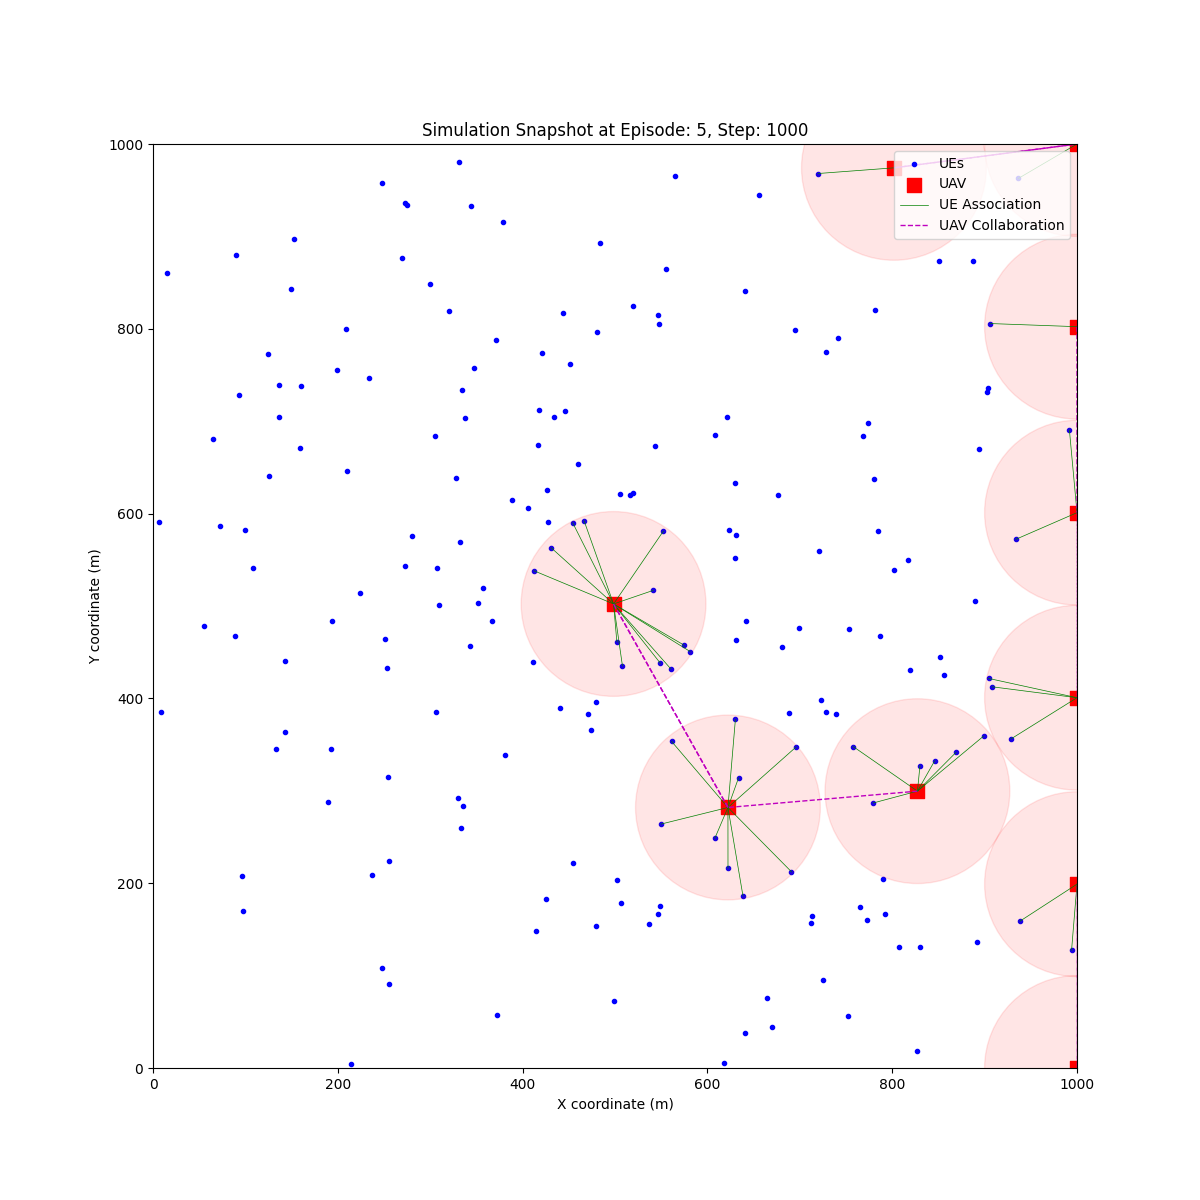 Simulation Snapshot at Episode: 5, Step: 1000
UEs
UAV
UE Association
UAV Collaboration
1000
800
600
400
200
0
Y coordinate (m)
0 200 400 600 800 1000
X coordinate (m)